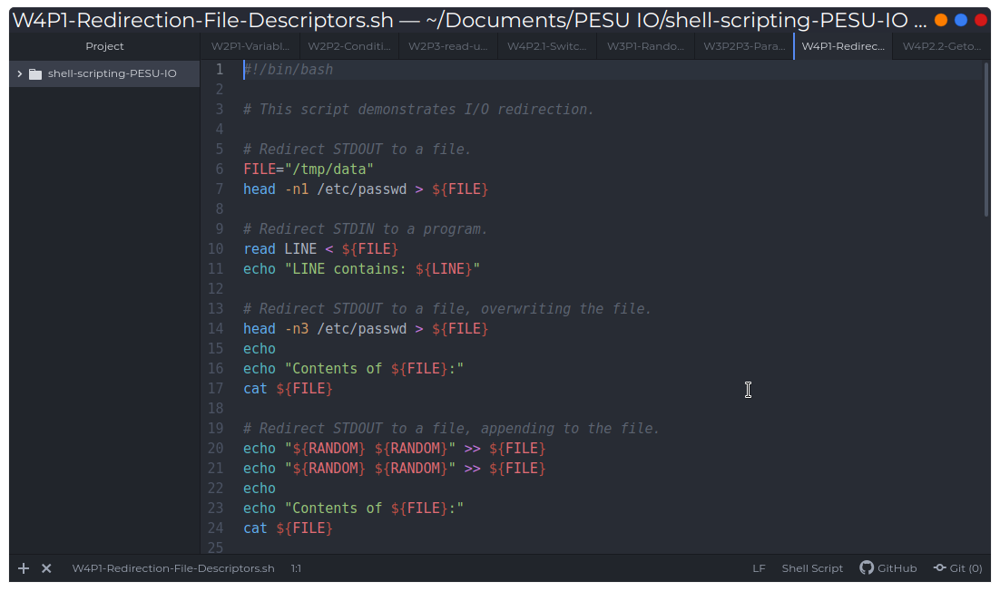 W4P1-Redirection-File-Descriptors.sh — ~/Documents/PESU IO/shell-scripting-PESU-IO ...
Project
W2P1-Variabl...
W2P2-Conditi...
W2P3-read-u...
W4P2.1-Switc...
W3P1-Rando...
W3P2P3-Para...
W4P1-Redirec...
W4P2.2-Geto...
shell-scripting-PESU-IO
1 #!/bin/bash
2
3 # This script demonstrates I/O redirection.
4
5 # Redirect STDOUT to a file.
6 FILE="/tmp/data"
7 head -n1 /etc/passwd > ${FILE}
8
9 # Redirect STDIN to a program.
10 read LINE < ${FILE}
11 echo "LINE contains: ${LINE}"
12
13 # Redirect STDOUT to a file, overwriting the file.
14 head -n3 /etc/passwd > ${FILE}
15 echo
16 echo "Contents of ${FILE}:"
17 cat ${FILE}
18
19 # Redirect STDOUT to a file, appending to the file.
20 echo "${RANDOM} ${RANDOM}" >> ${FILE}
21 echo "${RANDOM} ${RANDOM}" >> ${FILE}
22 echo
23 echo "Contents of ${FILE}:"
24 cat ${FILE}
25
W4P1-Redirection-File-Descriptors.sh 1:1 LF Shell Script GitHub Git (0)